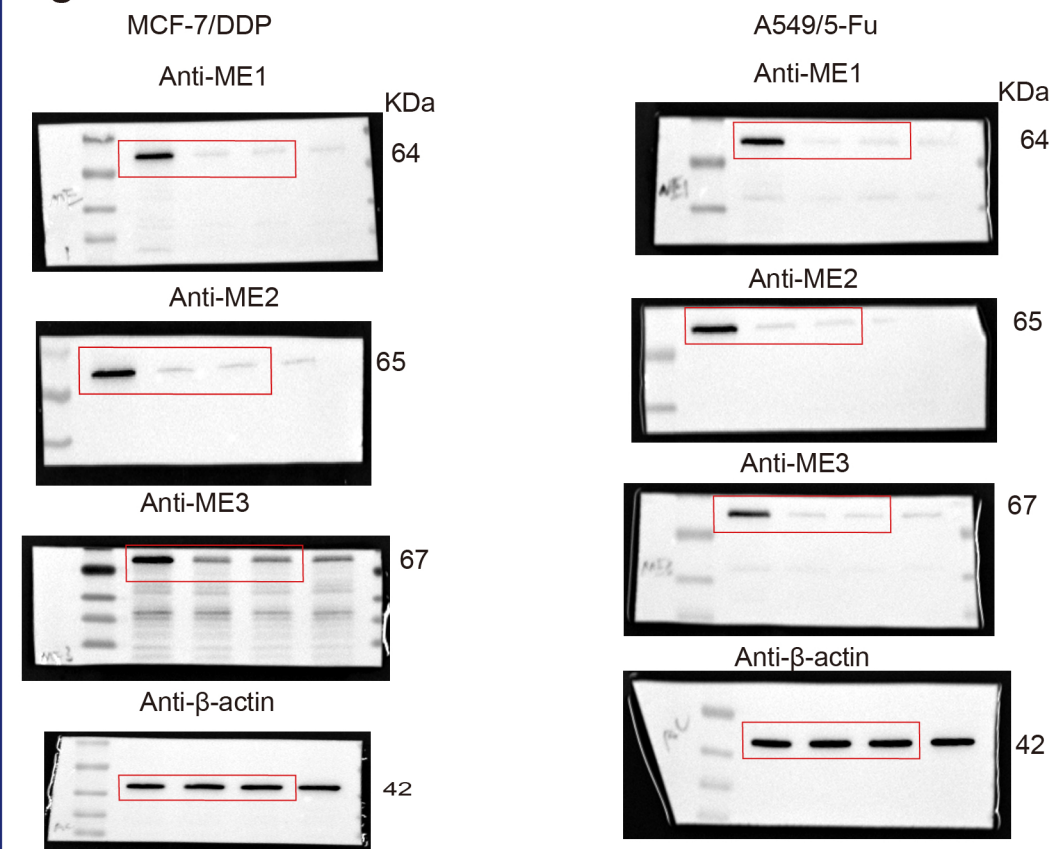 MCF-7/DDP
Anti-ME1
KDa
64
Anti-ME2
65
Anti-ME3
67
Anti-β-actin
42
A549/5-Fu
Anti-ME1
KDa
64
ME1
Anti-ME2
65
Anti-ME3
67
Anti-β-actin
42